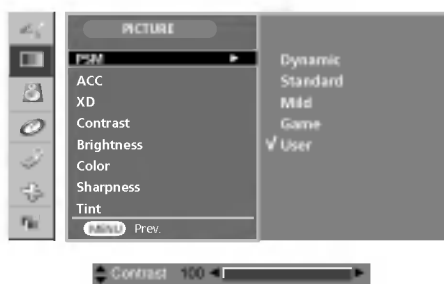 PICTURE
PSM
ACC
XD
Contrast
Brightness
Color
Sharpness
Tint
MENU Prev.
Dynamic
Standard
Mild
Game
User
Contrast 100